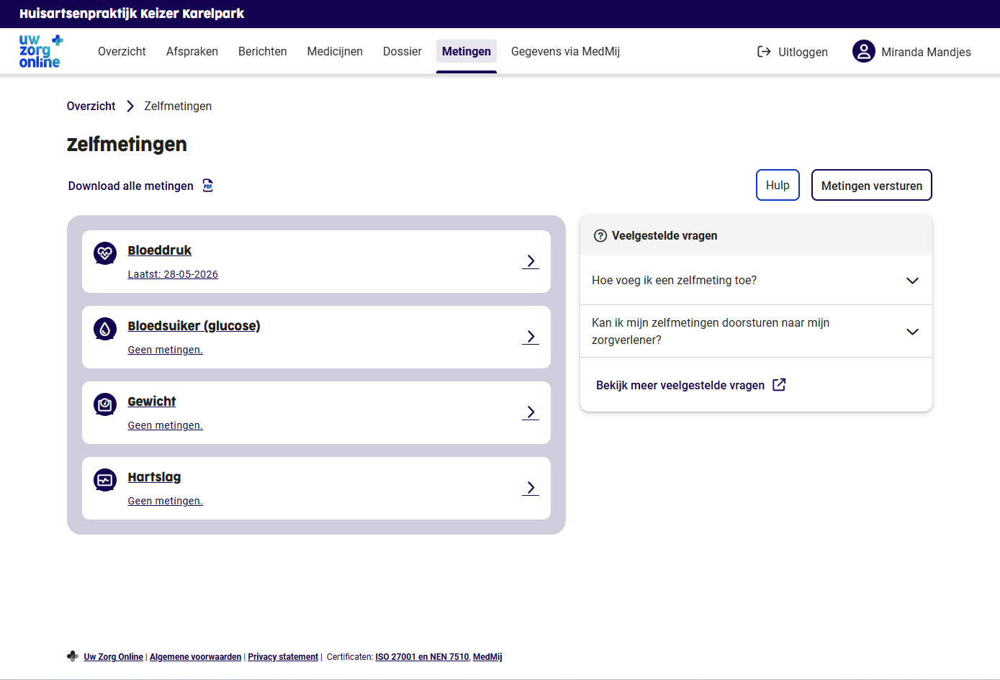 Huisartsenpraktijk Keizer Karelpark
uw
zorg
online
Overzicht
Afspraken
Berichten
Medicijnen
Dossier
Metingen
Gegevens via MedMij
Uitloggen
Miranda Mandjes
Overzicht
Zelfmetingen
Zelfmetingen
Download alle metingen
PDF
Hulp
Metingen versturen
Bloeddruk
Laatst: 28-05-2026
Bloedsuiker (glucose)
Geen metingen.
Gewicht
Geen metingen.
Hartslag
Geen metingen.
Veelgestelde vragen
Hoe voeg ik een zelfmeting toe?
Kan ik mijn zelfmetingen doorsturen naar mijn
zorgverlener?
Bekijk meer veelgestelde vragen
Uw Zorg Online | Algemene voorwaarden | Privacy statement | Certificaten: ISO 27001 en NEN 7510, MedMij